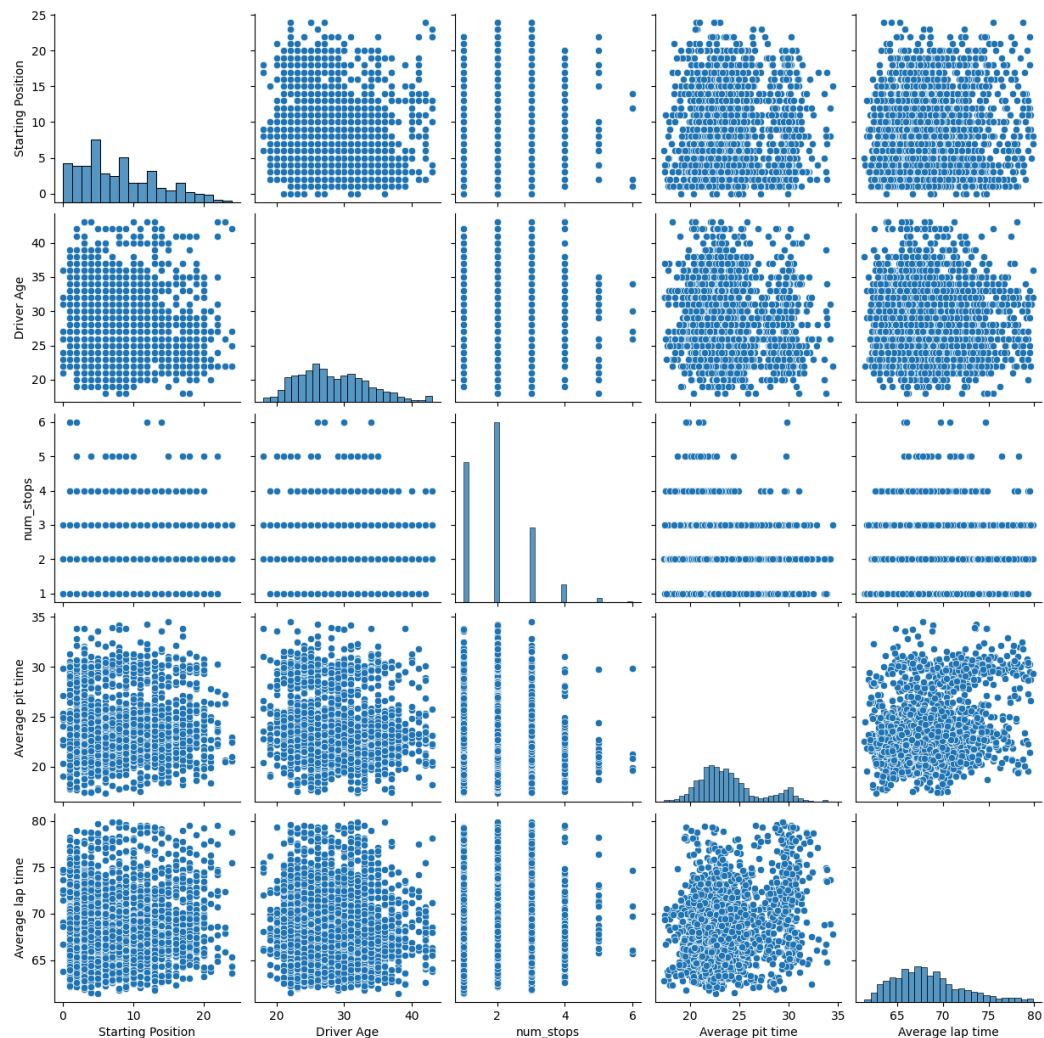 25
20
15
10
5
0
Starting Position
40
35
30
25
20
Driver Age
6
5
4
3
2
1
num_stops
35
30
25
20
Average pit time
80
75
70
65
Average lap time
0 10 20
Starting Position
20 30 40
Driver Age
2 4 6
num_stops
20 25 30 35
Average pit time
65 70 75 80
Average lap time